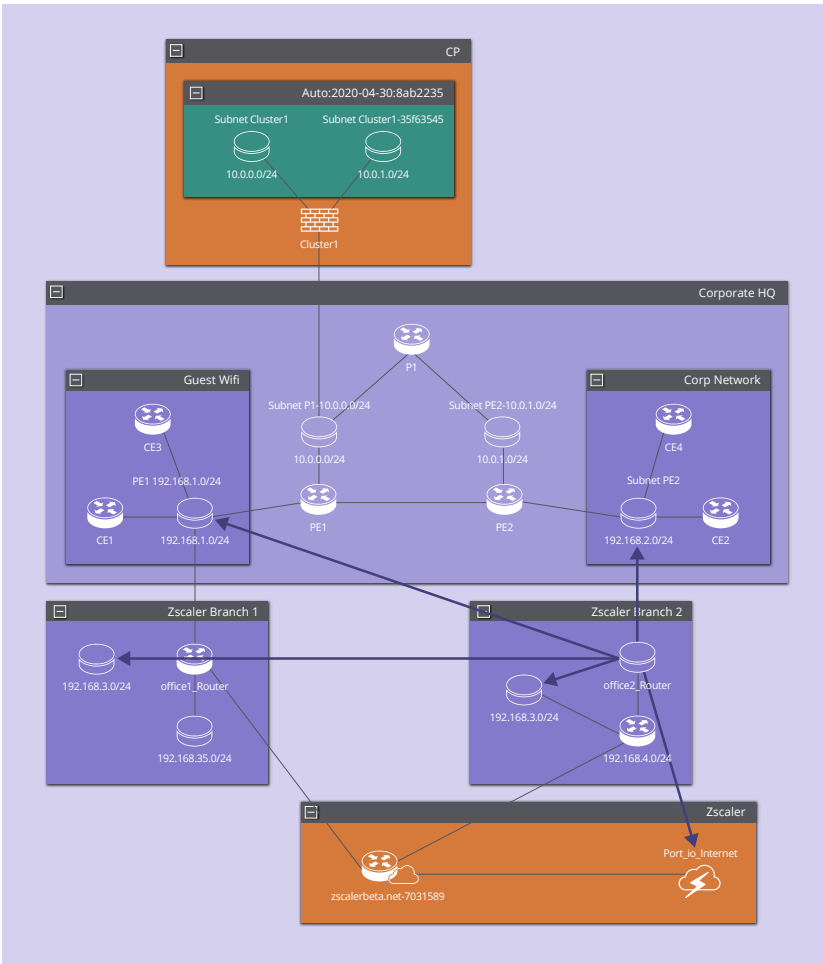 CP
Auto:2020-04-30:8ab2235
Subnet Cluster1
Subnet Cluster1-35f63545
10.0.0.0/24
10.0.1.0/24
Cluster1
Corporate HQ
P1
Guest Wifi
Corp Network
Subnet P1-10.0.0.0/24
Subnet PE2-10.0.1.0/24
CE3
CE4
10.0.0.0/24
10.0.1.0/24
PE1 192.168.1.0/24
Subnet PE2
PE1
PE2
CE1
192.168.1.0/24
192.168.2.0/24
CE2
Zscaler Branch 1
Zscaler Branch 2
192.168.3.0/24
office1_Router
office2_Router
192.168.3.0/24
192.168.35.0/24
192.168.4.0/24
Zscaler
Port_io_Internet
zscalerbeta.net-7031589